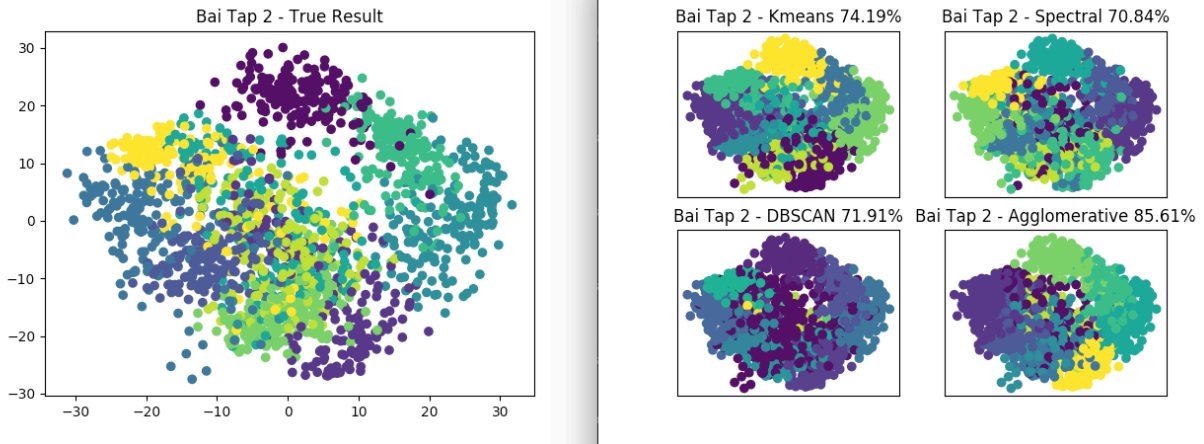 Bai Tap 2 - True Result
30
20
10
0
−10
−20
−30
−30 −20 −10 0 10 20 30
Bai Tap 2 - Kmeans 74.19%
Bai Tap 2 - Spectral 70.84%
Bai Tap 2 - DBSCAN 71.91%
Bai Tap 2 - Agglomerative 85.61%